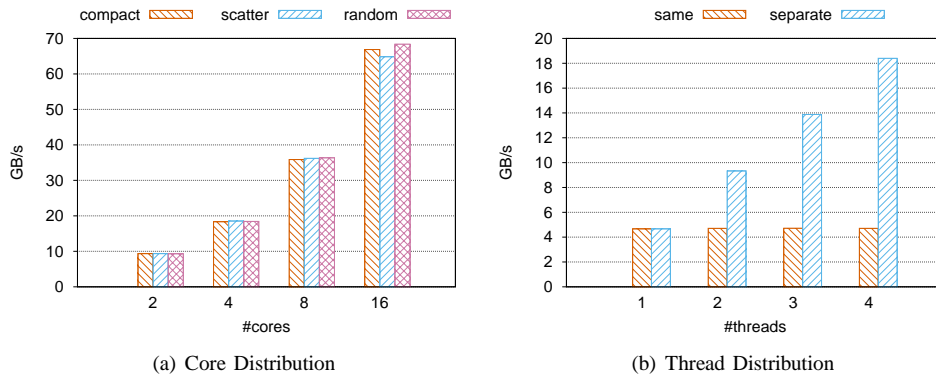 compact scatter random
70
60
50
40
30
20
10
0
GB/s
2 4 8 16
#cores
(a) Core Distribution
same separate
20
18
16
14
12
10
8
6
4
2
0
GB/s
1 2 3 4
#threads
(b) Thread Distribution